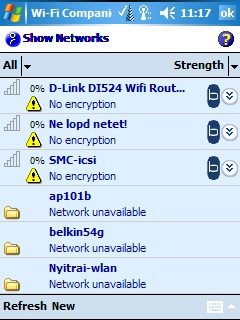 Wi-Fi Compani 11:17 ok
Show Networks ?
All Strength
0% D-Link DI524 Wifi Rout...
No encryption
0% Ne lopd netet!
No encryption
0% SMC-icsi
No encryption
ap101b
Network unavailable
belkin54g
Network unavailable
Nyitrai-wlan
Network unavailable
Refresh New